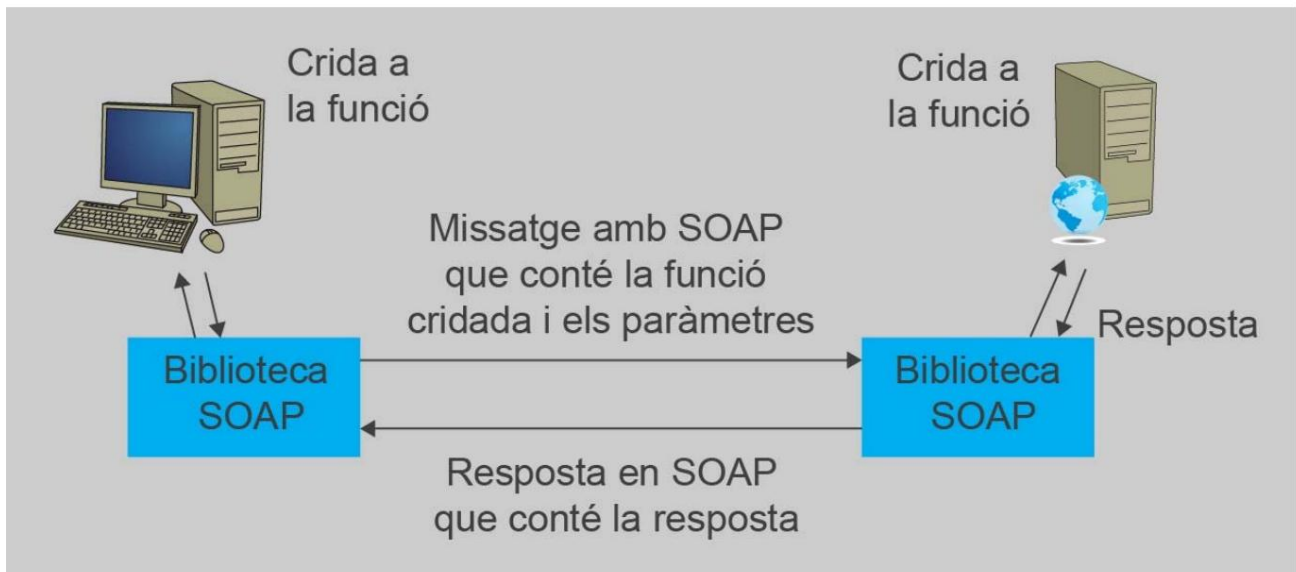 Crida a
la funció
Crida a
la funció
Missatge amb SOAP
que conté la funció
cridada i els paràmetres
Resposta
Biblioteca
SOAP
Biblioteca
SOAP
Resposta en SOAP
que conté la resposta